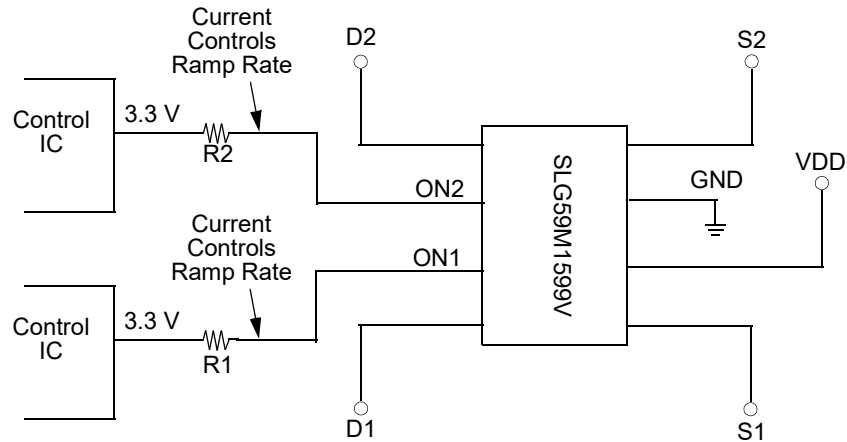 Current
Controls
Ramp Rate
D2
S2
Control
IC
3.3 V
R2
ON2
SLG59M1599V
GND
VDD
Current
Controls
Ramp Rate
ON1
Control
IC
3.3 V
R1
D1
S1